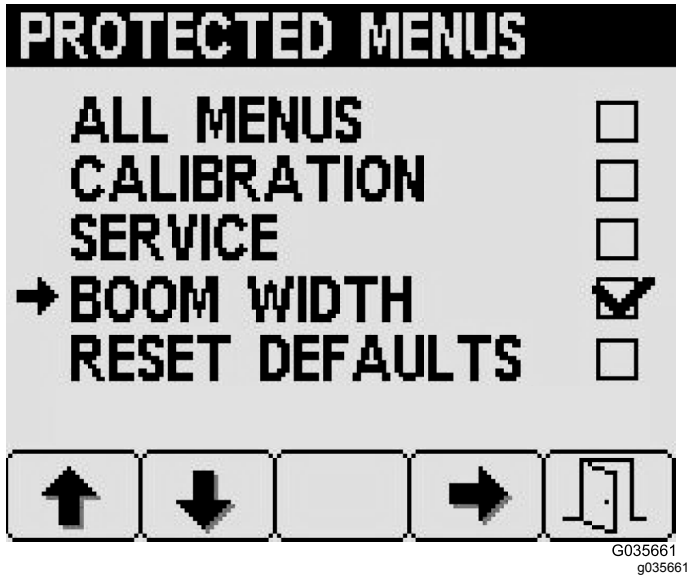 PROTECTED MENUS
ALL MENUS
CALIBRATION
SERVICE
BOOM WIDTH
RESET DEFAULTS
G035661
g035661